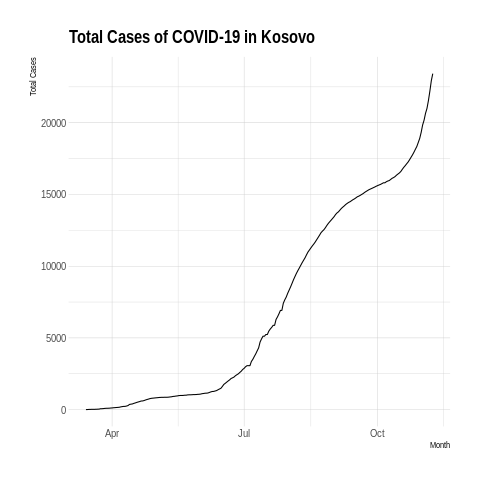 Total Cases of COVID-19 in Kosovo
Total Cases
20000
15000
10000
5000
0
Apr Jul Oct
Month